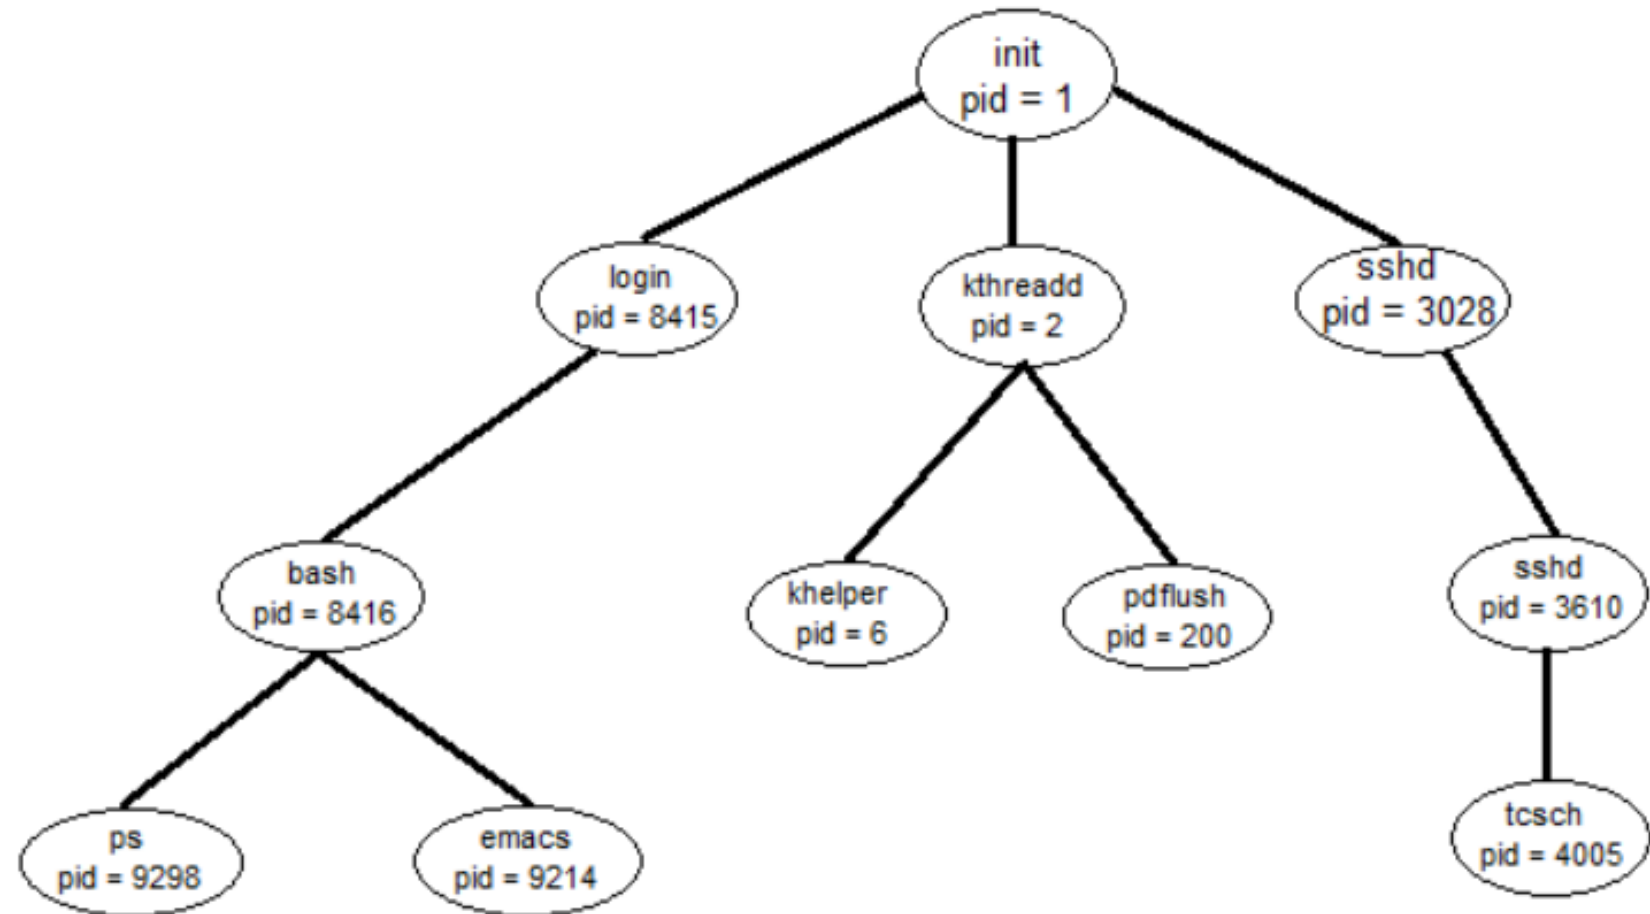 init
pid = 1
login
pid = 8415
kthreadd
pid = 2
sshd
pid = 3028
bash
pid = 8416
khelper
pid = 6
pdflush
pid = 200
sshd
pid = 3610
ps
pid = 9298
emacs
pid = 9214
tcsch
pid = 4005